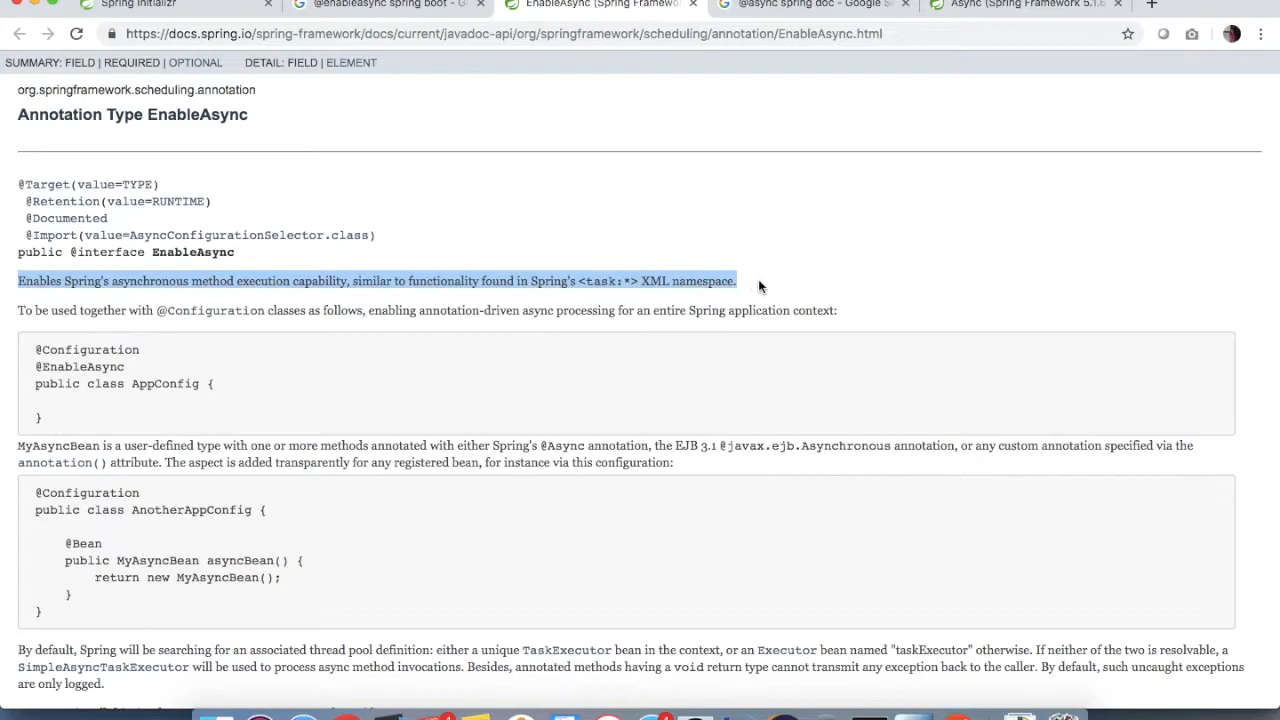 Spring Initializr
@enableasync spring boot - G
EnableAsync (Spring Framewo
@async spring doc - Google S
Async (Spring Framework 5.1.6
https://docs.spring.io/spring-framework/docs/current/javadoc-api/org/springframework/scheduling/annotation/EnableAsync.html
SUMMARY: FIELD | REQUIRED | OPTIONAL DETAIL: FIELD | ELEMENT
org.springframework.scheduling.annotation
Annotation Type EnableAsync
@Target(value=TYPE)
@Retention(value=RUNTIME)
@Documented
@Import(value=AsyncConfigurationSelector.class)
public @interface EnableAsync
Enables Spring's asynchronous method execution capability, similar to functionality found in Spring's <task:*> XML namespace.
To be used together with @Configuration classes as follows, enabling annotation-driven async processing for an entire Spring application context:
@Configuration
@EnableAsync
public class AppConfig {
}
MyAsyncBean is a user-defined type with one or more methods annotated with either Spring's @Async annotation, the EJB 3.1 @javax.ejb.Asynchronous annotation, or any custom annotation specified via the
annotation() attribute. The aspect is added transparently for any registered bean, for instance via this configuration:
@Configuration
public class AnotherAppConfig {
@Bean
public MyAsyncBean asyncBean() {
return new MyAsyncBean();
}
}
By default, Spring will be searching for an associated thread pool definition: either a unique TaskExecutor bean in the context, or an Executor bean named "taskExecutor" otherwise. If neither of the two is resolvable, a
SimpleAsyncTaskExecutor will be used to process async method invocations. Besides, annotated methods having a void return type cannot transmit any exception back to the caller. By default, such uncaught exceptions
are only logged.